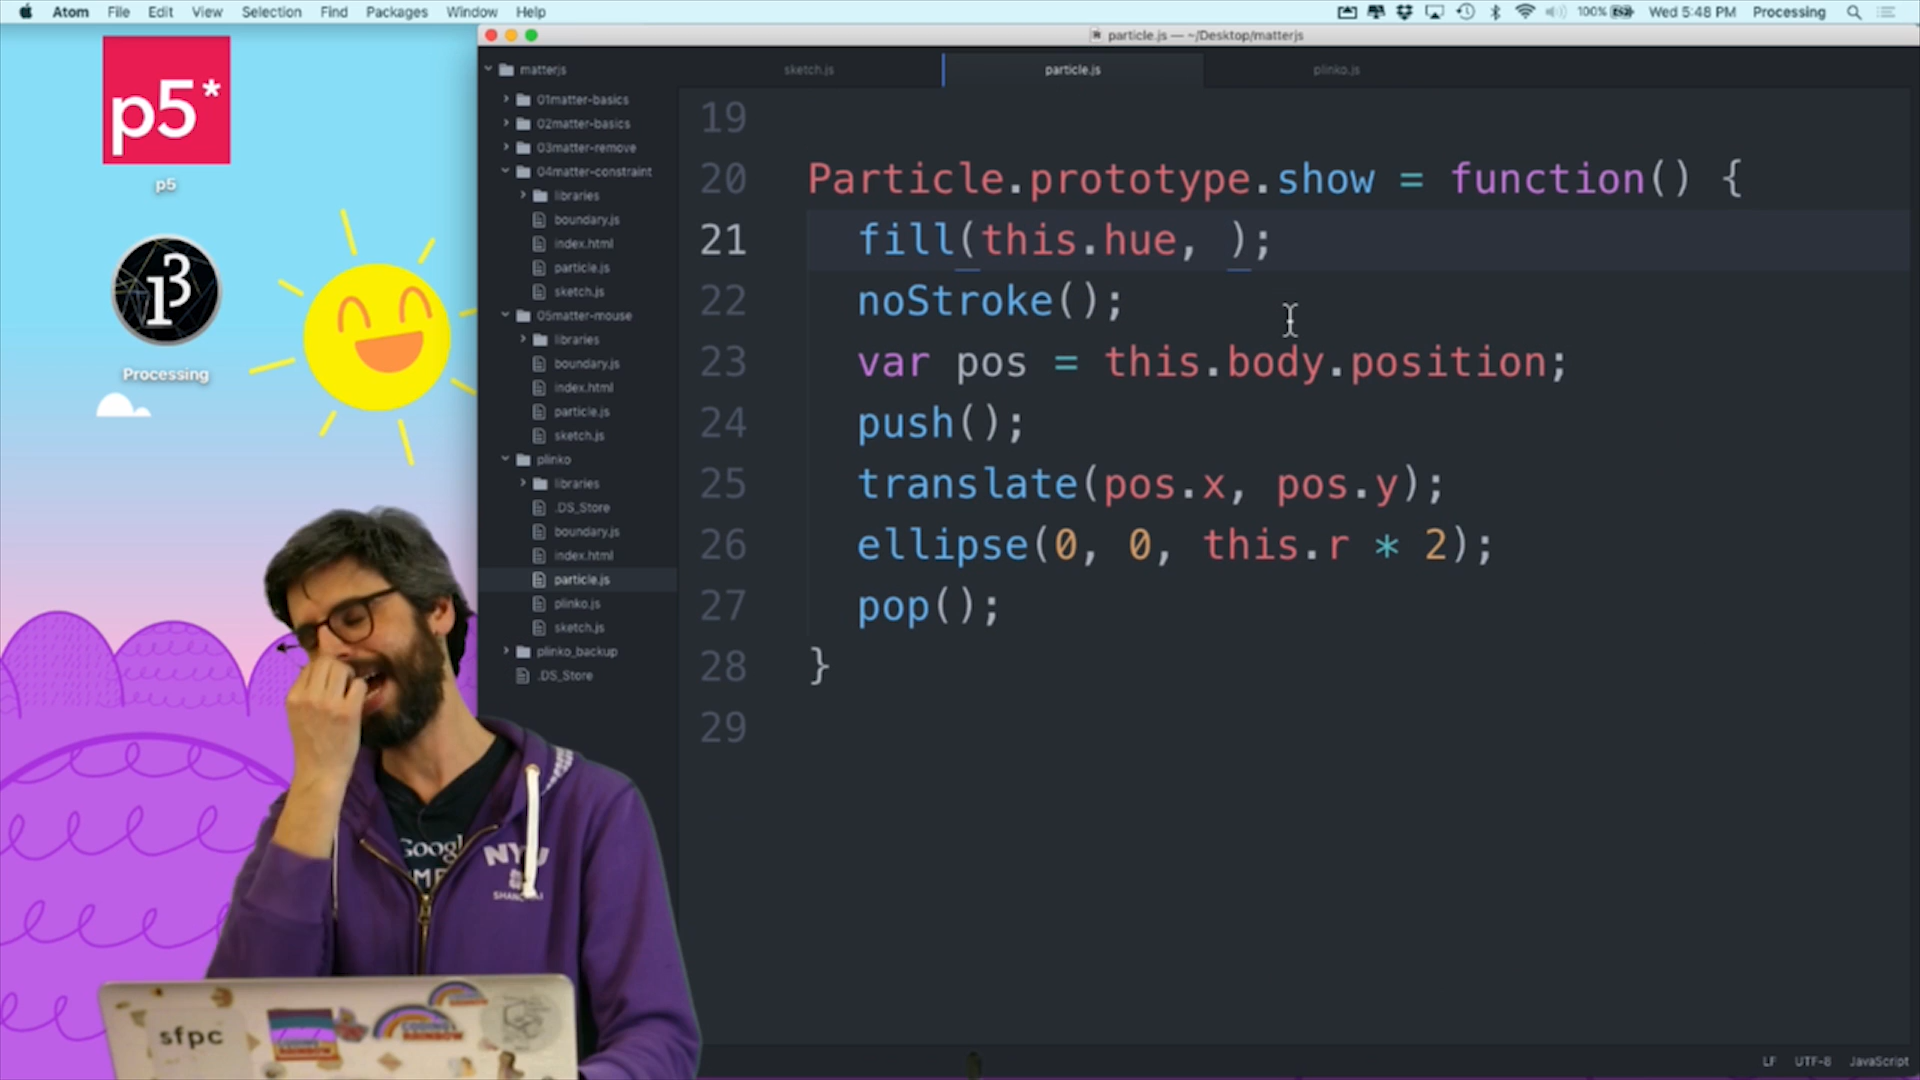 Atom File Edit View Selection Find Packages Window Help
100% Wed 5:48 PM Processing
particle.js — ~/Desktop/matterjs
sketch.js
particle.js
plinko.js
p5*
p5
Processing
matterjs
01matter-basics
02matter-basics
03matter-remove
04matter-constraint
libraries
boundary.js
index.html
particle.js
sketch.js
05matter-mouse
libraries
boundary.js
index.html
particle.js
sketch.js
plinko
libraries
.DS_Store
boundary.js
index.html
particle.js
plinko.js
sketch.js
plinko_backup
.DS_Store
19
20 Particle.prototype.show = function() {
21 fill(this.hue, );
22 noStroke();
23 var pos = this.body.position;
24 push();
25 translate(pos.x, pos.y);
26 ellipse(0, 0, this.r * 2);
27 pop();
28 }
29
NYU
sfpc
CODING
RAINBOW
LF UTF-8 JavaScript